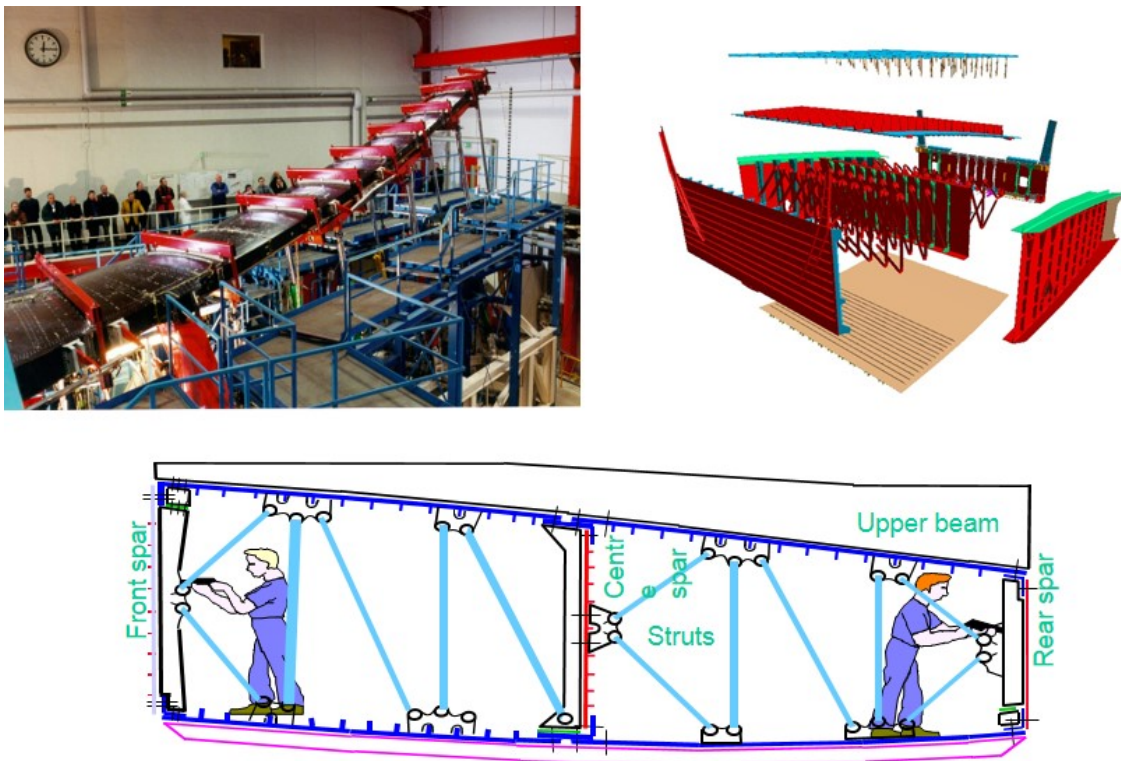 Upper beam
Front spar
Centr
e spar
Struts
Rear spar